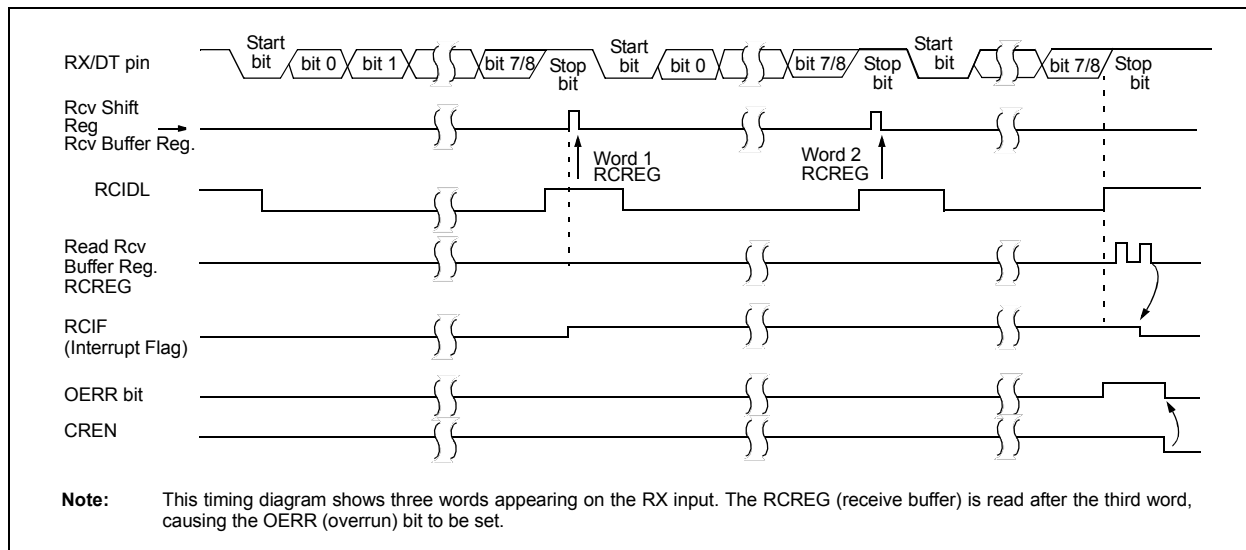 RX/DT pin
Start bit
bit 0
bit 1
bit 7/8
Stop bit
Start bit
bit 0
bit 7/8
Stop bit
Start bit
bit 7/8
Stop bit
Rcv Shift
Reg
Rcv Buffer Reg.
Word 1
RCREG
Word 2
RCREG
RCIDL
Read Rcv
Buffer Reg.
RCREG
RCIF
(Interrupt Flag)
OERR bit
CREN
Note: This timing diagram shows three words appearing on the RX input. The RCREG (receive buffer) is read after the third word,
causing the OERR (overrun) bit to be set.